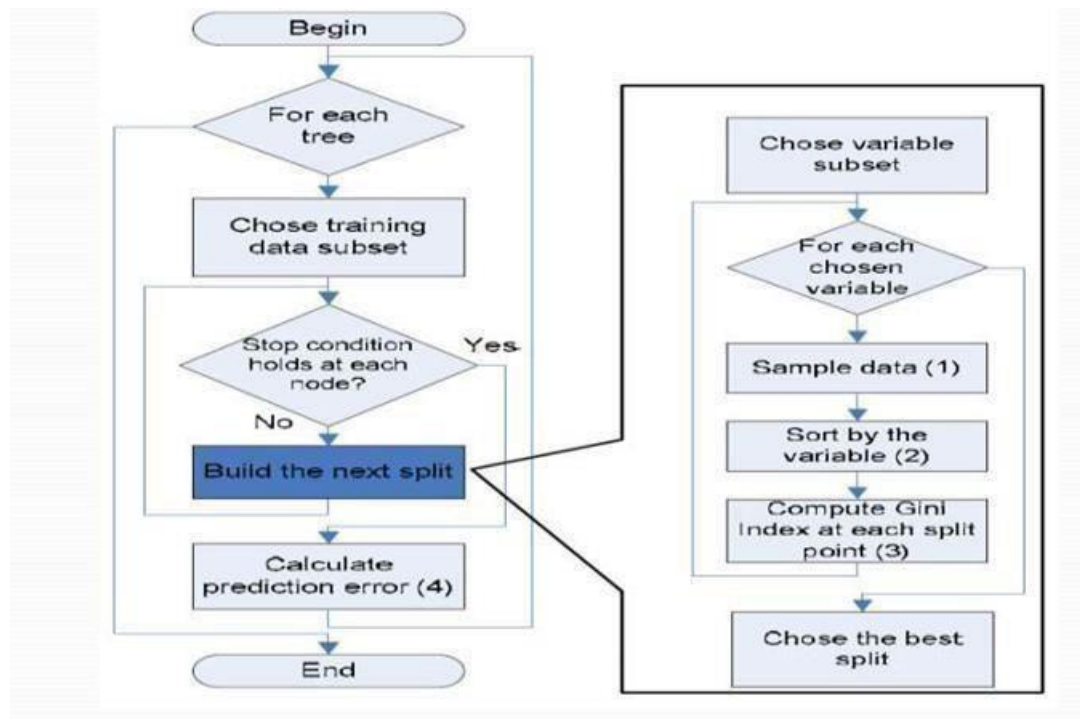 Begin
For each
tree
Chose training
data subset
Stop condition
holds at each
node?
Yes
No
Build the next split
Calculate
prediction error (4)
End
Chose variable
subset
For each
chosen
variable
Sample data (1)
Sort by the
variable (2)
Compute Gini
Index at each split
point (3)
Chose the best
split